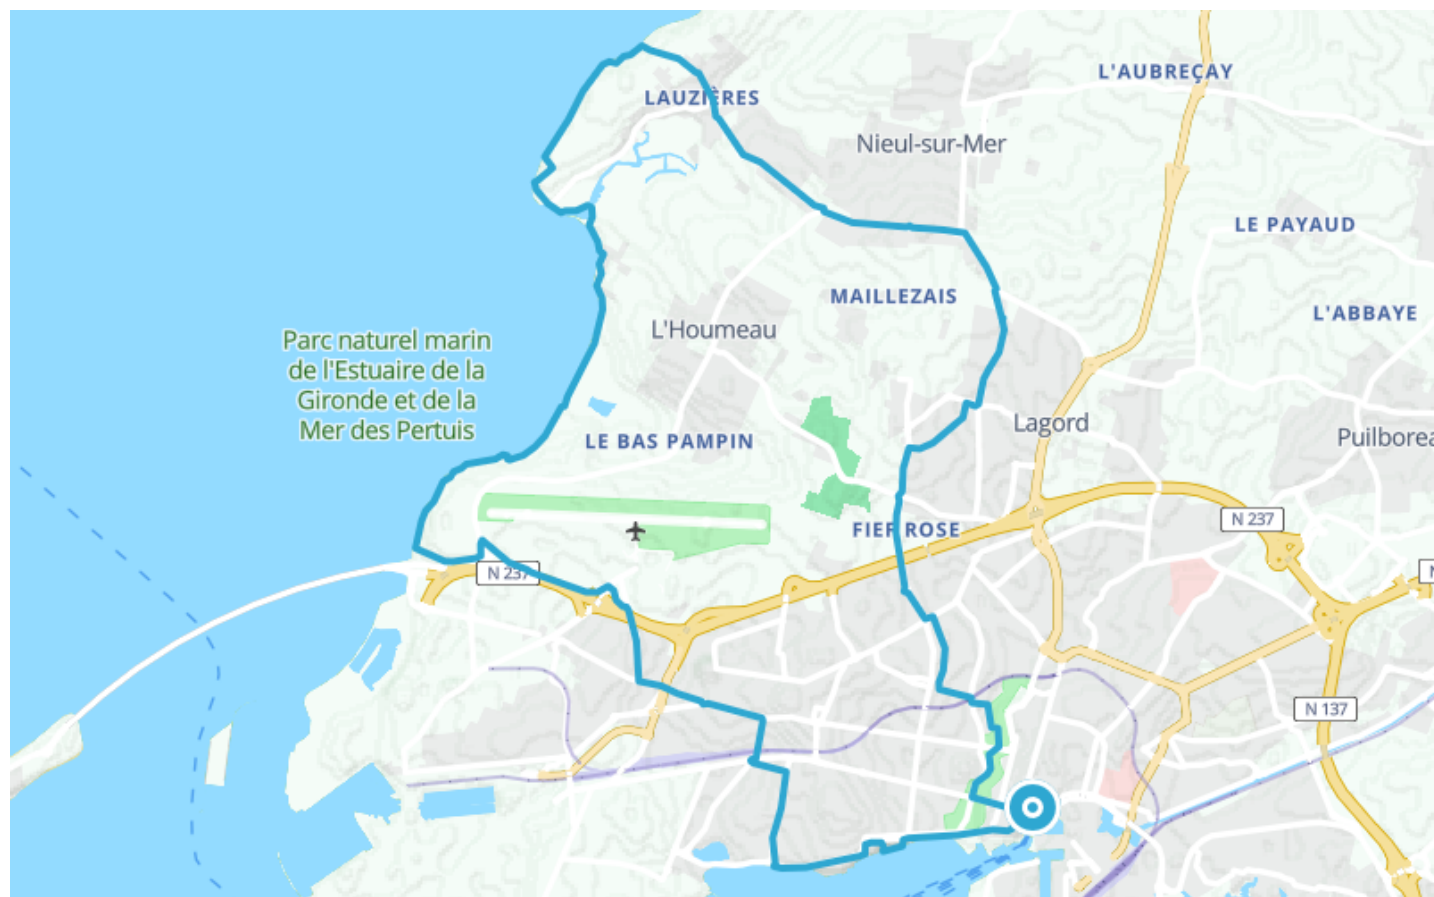 L'AUBREÇAY
LAUZIÈRES
Nieul-sur-Mer
LE PAYAUD
MAILLEZAIS
L'ABBAYE
L'Houmeau
Parc naturel marin
de l'Estuaire de la
Gironde et de la
Mer des Pertuis
Lagord
Puilborea
LE BAS PAMPIN
N 237
FIEF ROSE
N 237
N
N 137